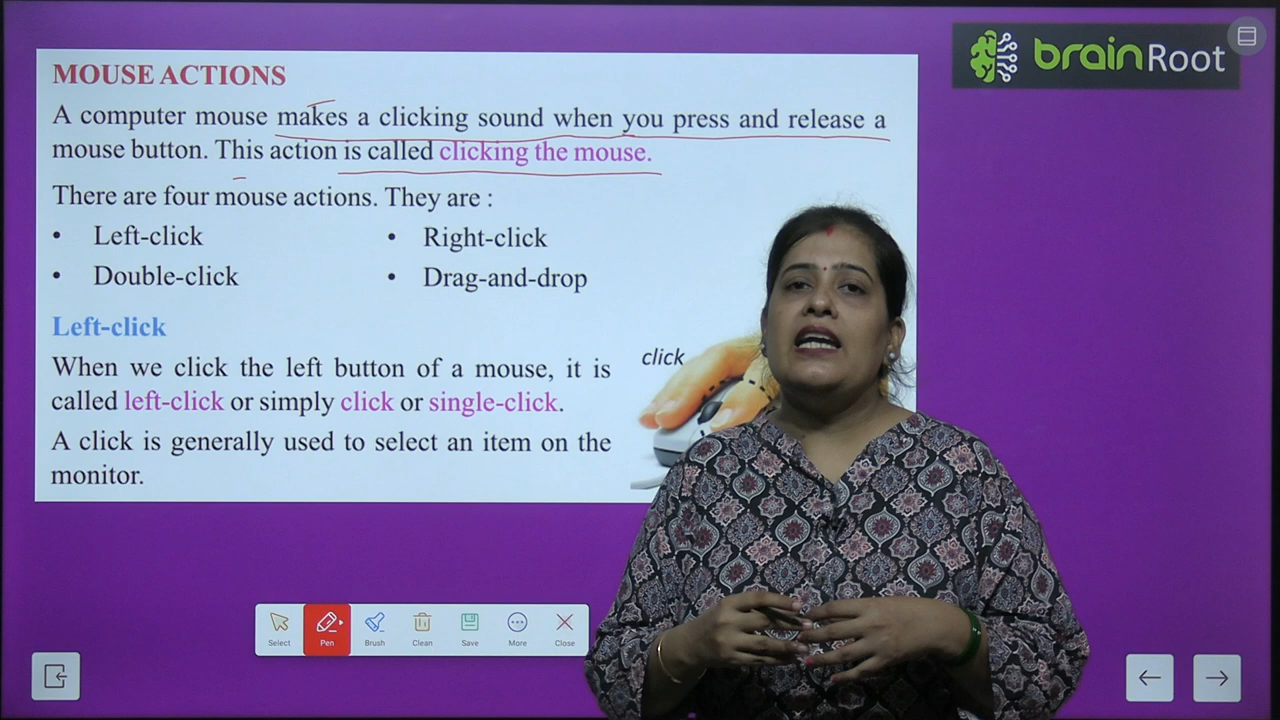 brainRoot
MOUSE ACTIONS
A computer mouse makes a clicking sound when you press and release a
mouse button. This action is called clicking the mouse.
There are four mouse actions. They are :
• Left-click
• Right-click
• Double-click
• Drag-and-drop
Left-click
When we click the left button of a mouse, it is
called left-click or simply click or single-click.
A click is generally used to select an item on the
monitor.
click
Select Pen Brush Clean Save More Close